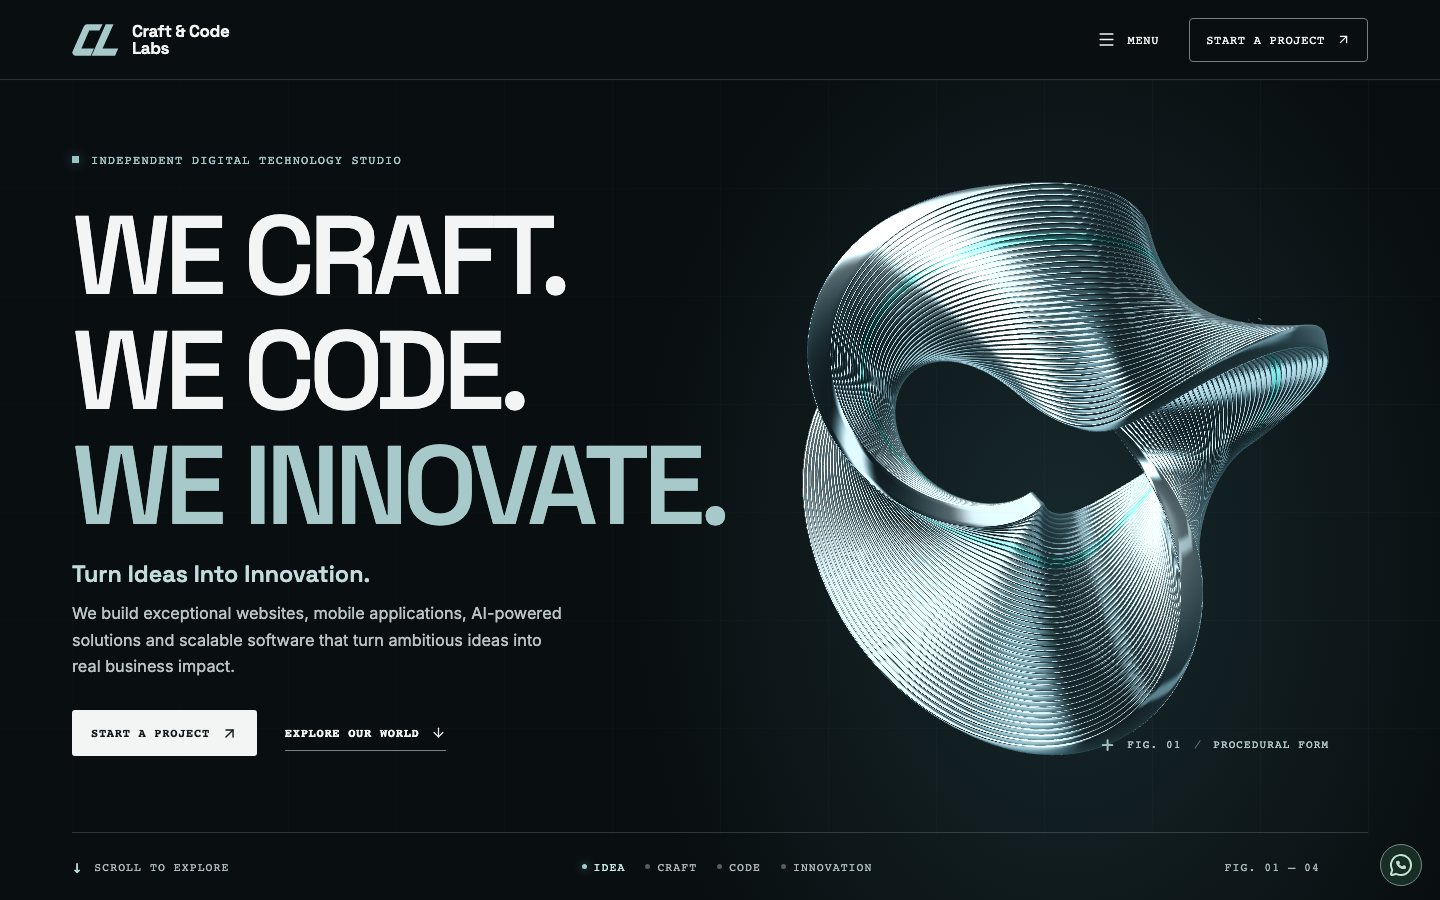 CL
Craft & Code
Labs
MENU
START A PROJECT
INDEPENDENT DIGITAL TECHNOLOGY STUDIO
WE CRAFT.
WE CODE.
WE INNOVATE.
Turn Ideas Into Innovation.
We build exceptional websites, mobile applications, AI-powered
solutions and scalable software that turn ambitious ideas into
real business impact.
START A PROJECT
EXPLORE OUR WORLD
FIG. 01 / PROCEDURAL FORM
SCROLL TO EXPLORE
IDEA
CRAFT
CODE
INNOVATION
FIG. 01 — 04